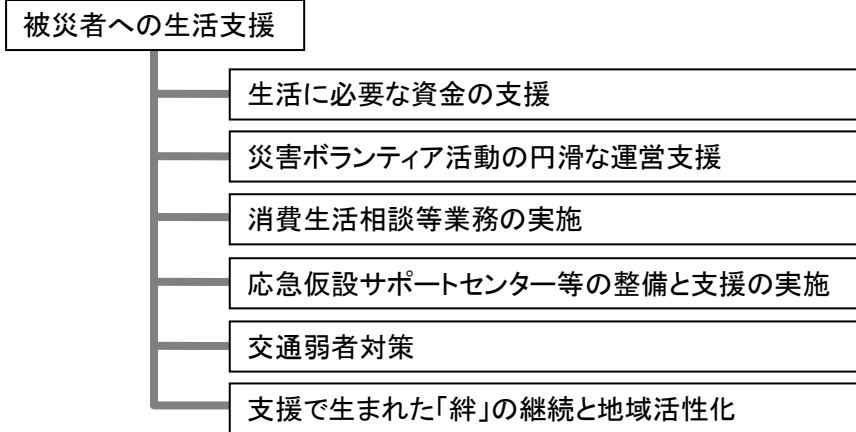 被災者への生活支援
生活に必要な資金の支援
災害ボランティア活動の円滑な運営支援
消費生活相談等業務の実施
応急仮設サポートセンター等の整備と支援の実施
交通弱者対策
支援で生まれた「絆」の継続と地域活性化